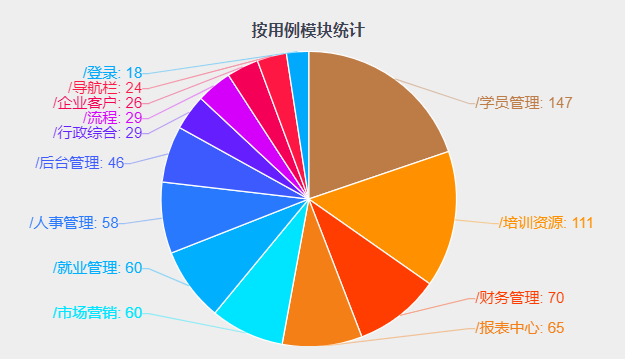 按用例模块统计
/登录: 18
/导航栏: 24
/企业客户: 26
/流程: 29
/行政综合: 29
/后台管理: 46
/人事管理: 58
/就业管理: 60
/市场营销: 60
/学员管理: 147
/培训资源: 111
/财务管理: 70
/报表中心: 65